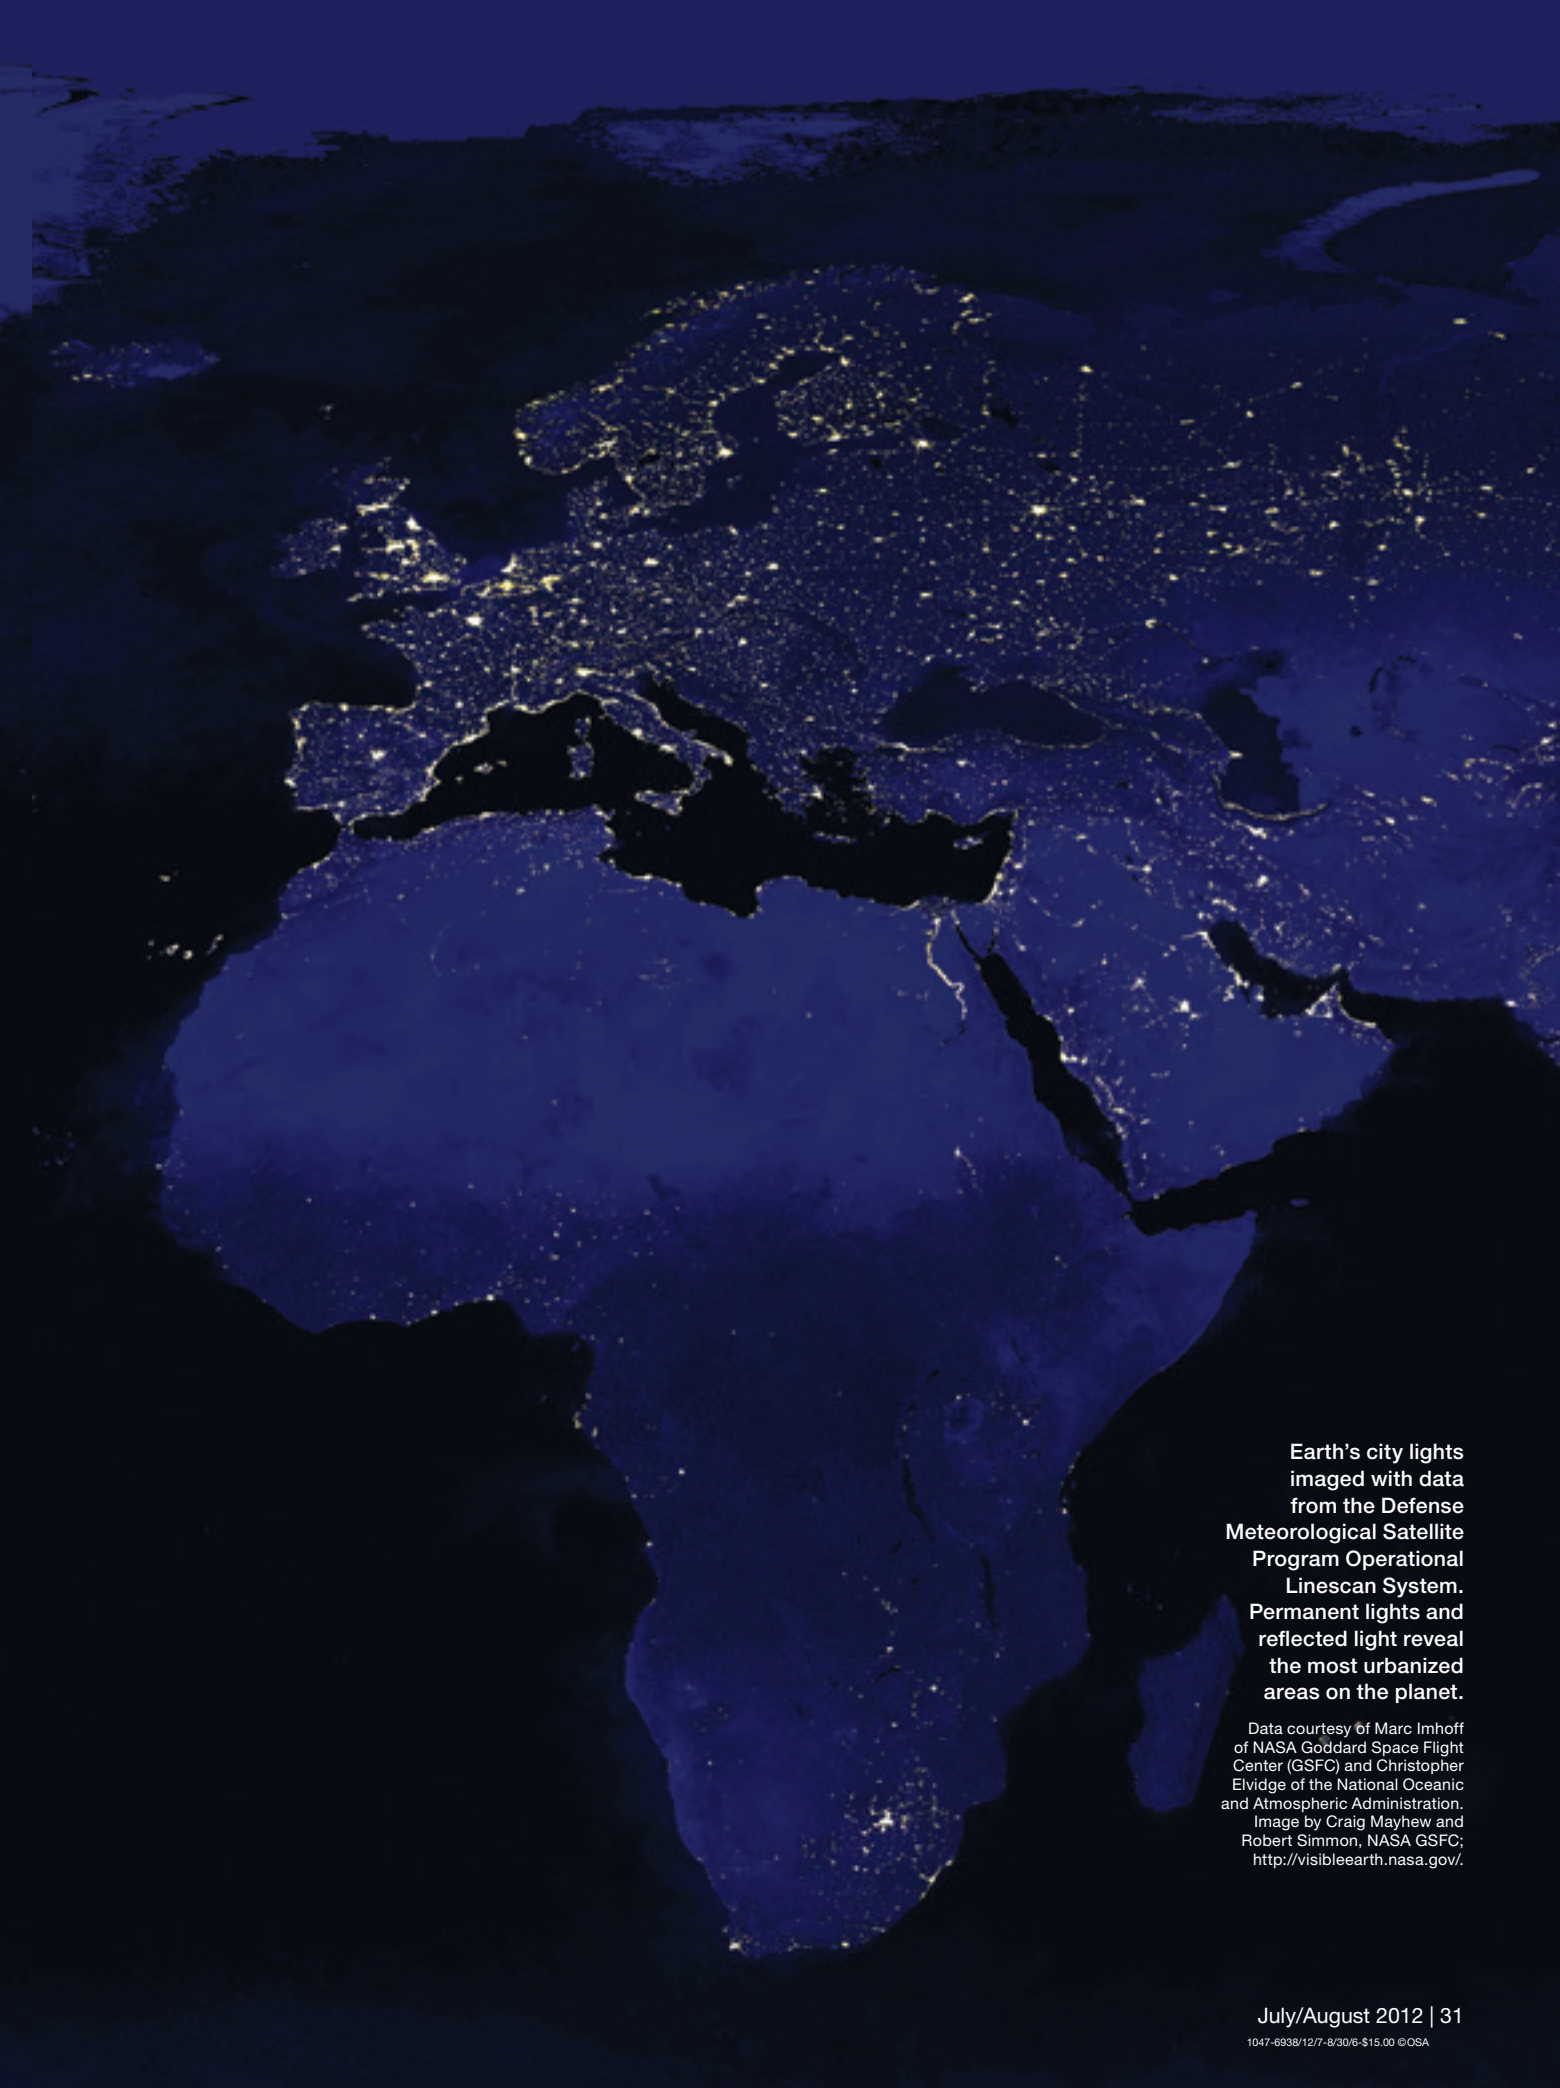 Earth’s city lights
imaged with data
from the Defense
Meteorological Satellite
Program Operational
Linescan System.
Permanent lights and
reflected light reveal
the most urbanized
areas on the planet.
Data courtesy of Marc Imhoff
of NASA Goddard Space Flight
Center (GSFC) and Christopher
Elvidge of the National Oceanic
and Atmospheric Administration.
Image by Craig Mayhew and
Robert Simmon, NASA GSFC;
http://visibleearth.nasa.gov/.
July/August 2012 | 31
1047-6938/12/7-8/30/6-$15.00 ©OSA